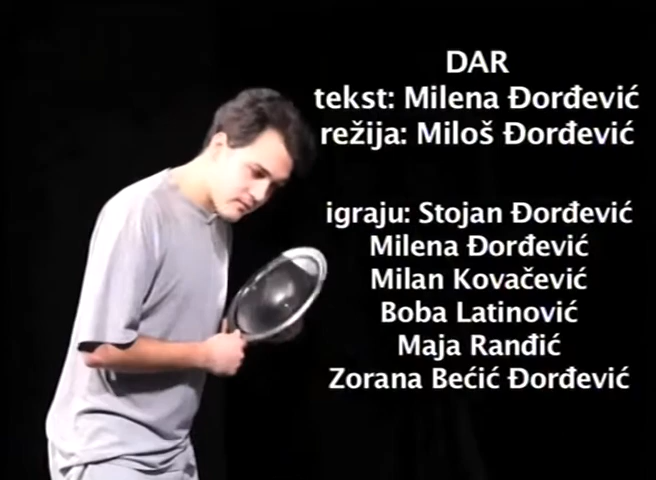 DAR
tekst: Milena Đorđević
režija: Miloš Đorđević
igraju: Stojan Đorđević
Milena Đorđević
Milan Kovačević
Boba Latinović
Maja Ranđić
Zorana Bećić Đorđević